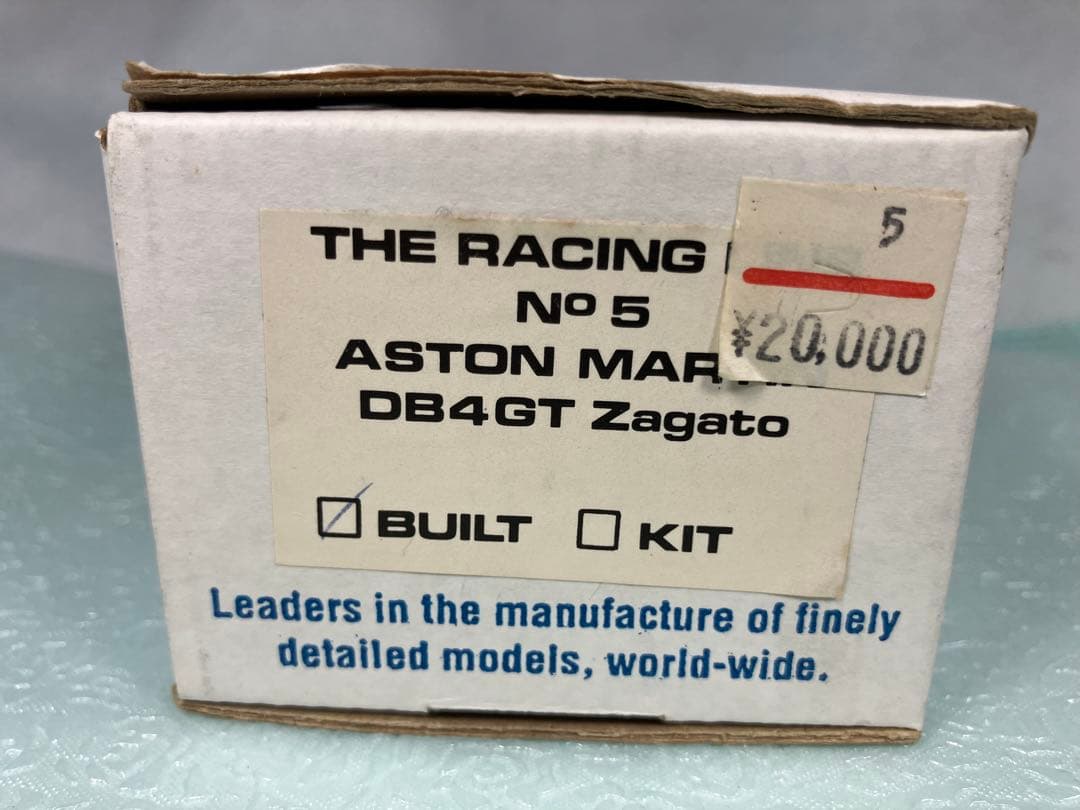 THE RACING
Nº 5
ASTON MAR
DB4GT Zagato
BUILT KIT
Leaders in the manufacture of finely
detailed models, world-wide.
5
¥20,000